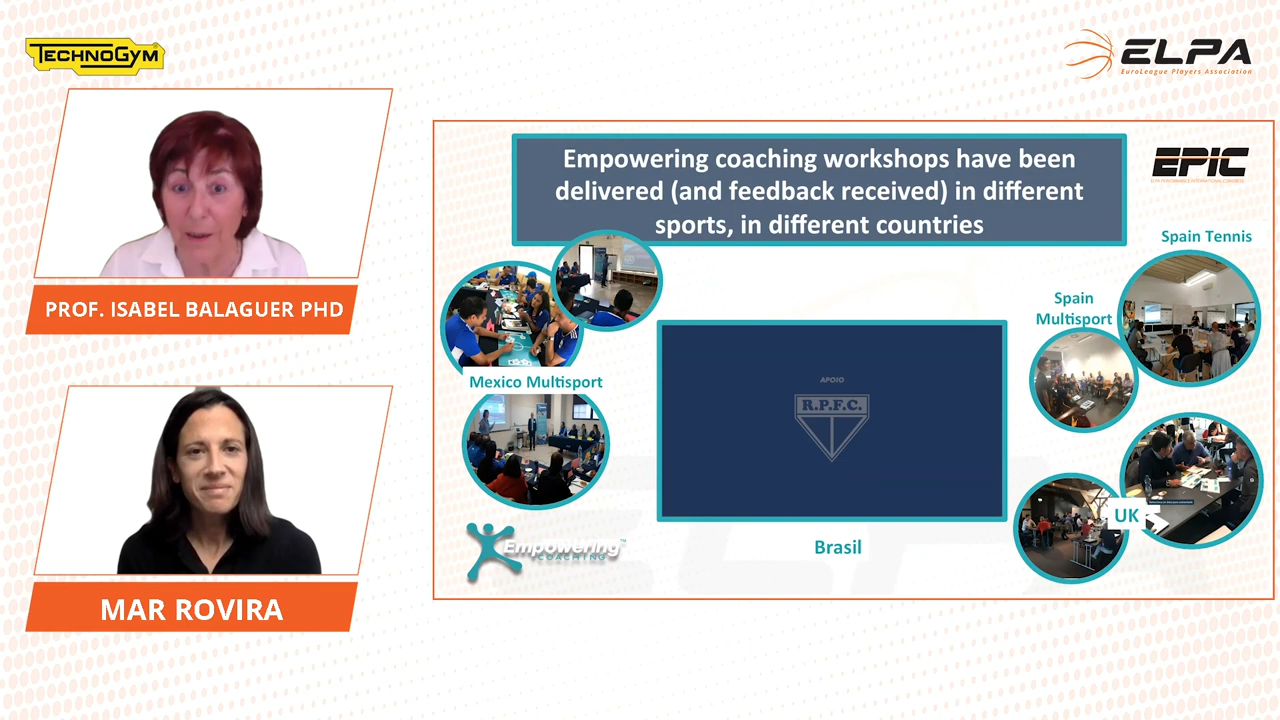 TECHNOGYM
ELPA
EuroLeague Players Association
PROF. ISABEL BALAGUER PHD
MAR ROVIRA
Empowering coaching workshops have been
delivered (and feedback received) in different
sports, in different countries
EPIC
Spain Tennis
Spain
Multisport
Mexico Multisport
APOIO
R.P.F.C.
UK
Brasil
Empowering™
COACHING